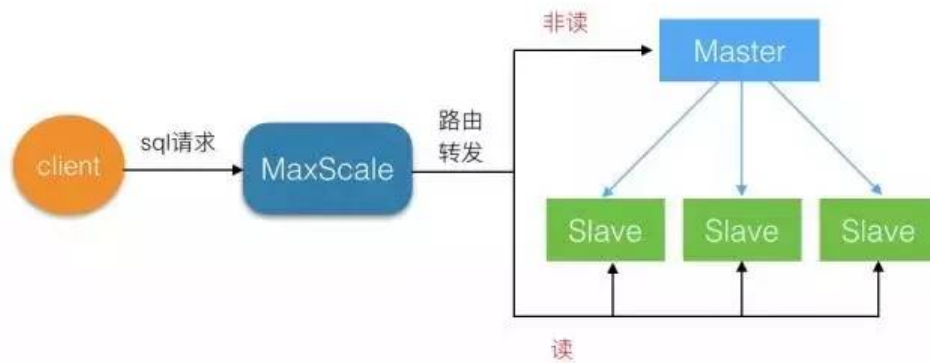 非读
Master
client
sql请求
MaxScale
路由
转发
Slave
Slave
Slave
读